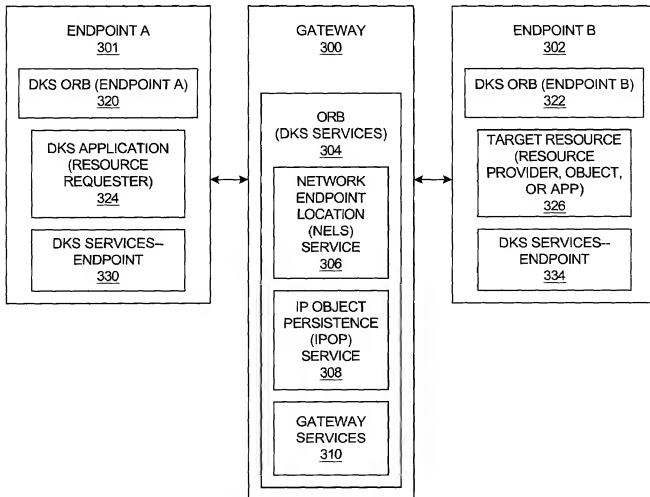 ENDPOINT A
301
DKS ORB (ENDPOINT A)
320
DKS APPLICATION
(RESOURCE
REQUESTER)
324
DKS SERVICES--
ENDPOINT
330
GATEWAY
300
ORB
(DKS SERVICES)
304
NETWORK
ENDPOINT
LOCATION
(NELS)
SERVICE
306
IP OBJECT
PERSISTENCE
(IPOP)
SERVICE
308
GATEWAY
SERVICES
310
ENDPOINT B
302
DKS ORB (ENDPOINT B)
322
TARGET RESOURCE
(RESOURCE
PROVIDER, OBJECT,
OR APP)
326
DKS SERVICES--
ENDPOINT
334